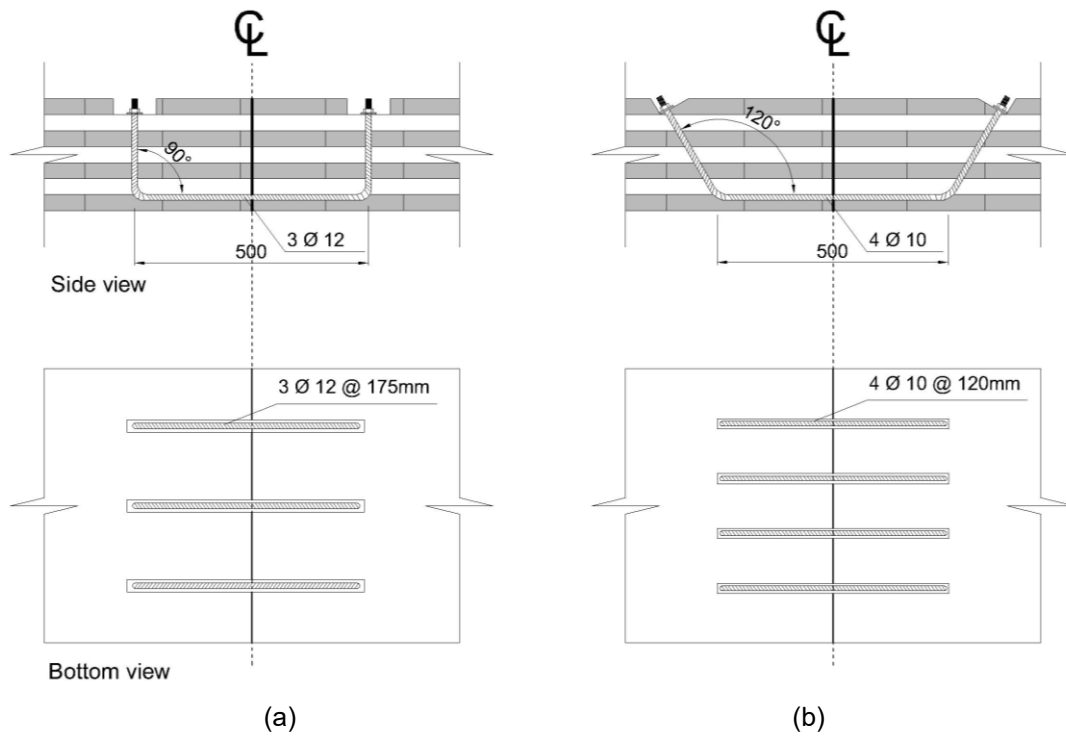 ℄ ℄
90° 120°
3 Ø 12 4 Ø 10
500 500
Side view
3 Ø 12 @ 175mm 4 Ø 10 @ 120mm
Bottom view
(a) (b)